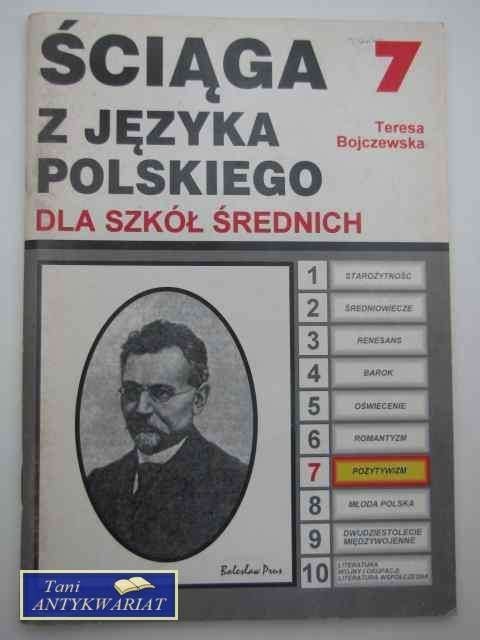 ŚCIĄGA 7
Z JĘZYKA
POLSKIEGO
Teresa
Bojczewska
DLA SZKÓŁ ŚREDNICH
1 STAROŻYTNOŚĆ
2 ŚREDNIOWIECZE
3 RENESANS
4 BAROK
5 OŚWIECENIE
6 ROMANTYZM
7 POZYTYWIZM
8 MŁODA POLSKA
9 DWUDZIESTOLECIE
MIĘDZYWOJENNE
10 LITERATURA
WOJNY I OKUPACJI,
LITERATURA WSPÓŁCZESNA
Bolesław Prus
Tani
ANTYKWARIAT